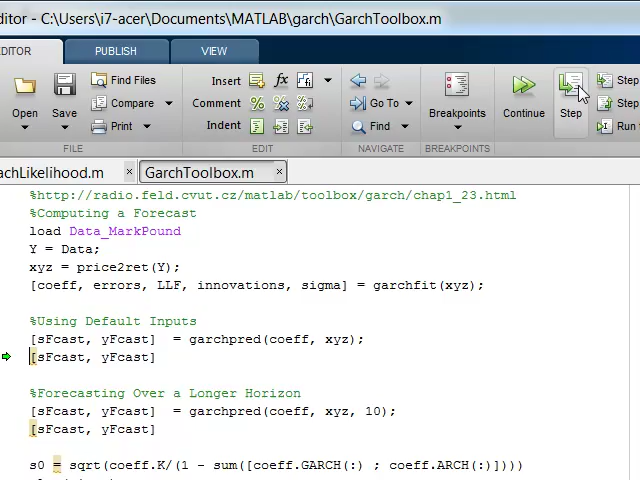 ditor - C:\Users\i7-acer\Documents\MATLAB\garch\GarchToolbox.m
DITOR PUBLISH VIEW
Find Files
Compare
Print
Open
Save
FILE
Insert
Comment
Indent
EDIT
Go To
Find
NAVIGATE
Breakpoints
BREAKPOINTS
Continue
Step
Step
Step
Run
achLikelihood.m × GarchToolbox.m ×
%http://radio.feld.cvut.cz/matlab/toolbox/garch/chap1_23.html
%Computing a Forecast
load Data_MarkPound
Y = Data;
xyz = price2ret(Y);
[coeff, errors, LLF, innovations, sigma] = garchfit(xyz);
%Using Default Inputs
[sFcast, yFcast]  = garchpred(coeff, xyz);
[sFcast, yFcast]
%Forecasting Over a Longer Horizon
[sFcast, yFcast]  = garchpred(coeff, xyz, 10);
[sFcast, yFcast]
s0 = sqrt(coeff.K/(1 - sum([coeff.GARCH(:) ; coeff.ARCH(:)])))